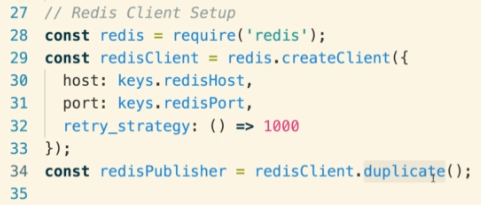 27 // Redis Client Setup
28 const redis = require('redis');
29 const redisClient = redis.createClient({
30   host: keys.redisHost,
31   port: keys.redisPort,
32   retry_strategy: () => 1000
33 });
34 const redisPublisher = redisClient.duplicate();
35